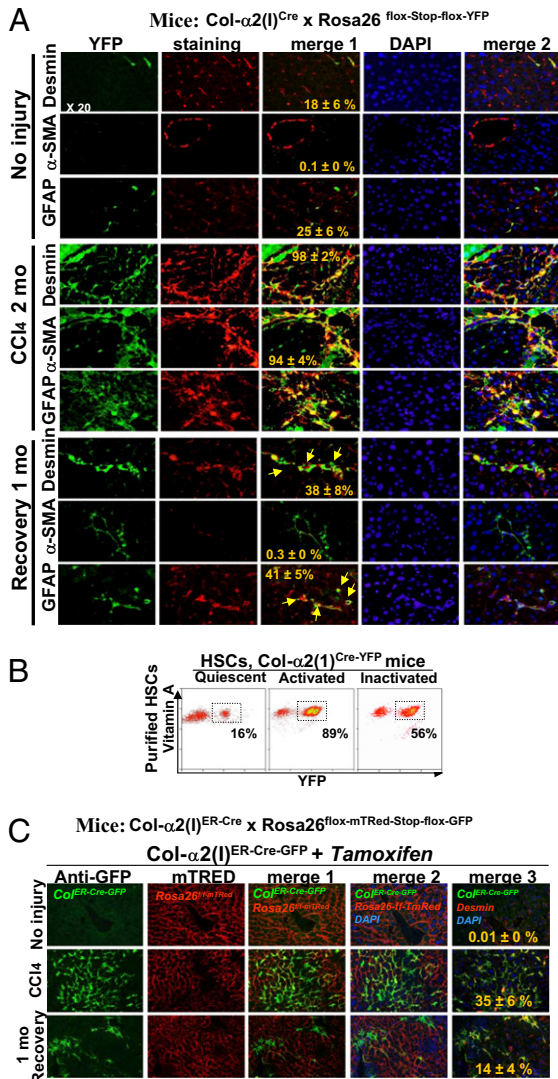 A
Mice: Col-α2(I)Cre x Rosa26 flox-Stop-flox-YFP
YFP staining merge 1 DAPI merge 2
No injury
Desmin
X 20
18 ± 6 %
α-SMA
0.1 ± 0 %
GFAP
25 ± 6 %
CCl4 2 mo
Desmin
98 ± 2%
α-SMA
94 ± 4%
GFAP
Recovery 1 mo
Desmin
38 ± 8%
α-SMA
0.3 ± 0 %
GFAP
41 ± 5%
B
HSCs, Col-α2(1)Cre-YFP mice
Quiescent Activated Inactivated
Purified HSCs
Vitamin A
16% 89% 56%
YFP
C
Mice: Col-α2(I)ER-Cre x Rosa26flox-mTRed-Stop-flox-GFP
Col-α2(I)ER-Cre-GFP + Tamoxifen
Anti-GFP mTRED merge 1 merge 2 merge 3
No injury
ColER-Cre-GFP
Rosa26f/f-mTRed
ColER-Cre-GFP
Rosa26f/f-mTRed
ColER-Cre-GFP
Rosa26-ff-TmRed
DAPI
ColER-Cre-GFP
Desmin
DAPI
0.01 ± 0 %
CCl4
35 ± 6 %
1 mo
Recovery
14 ± 4 %